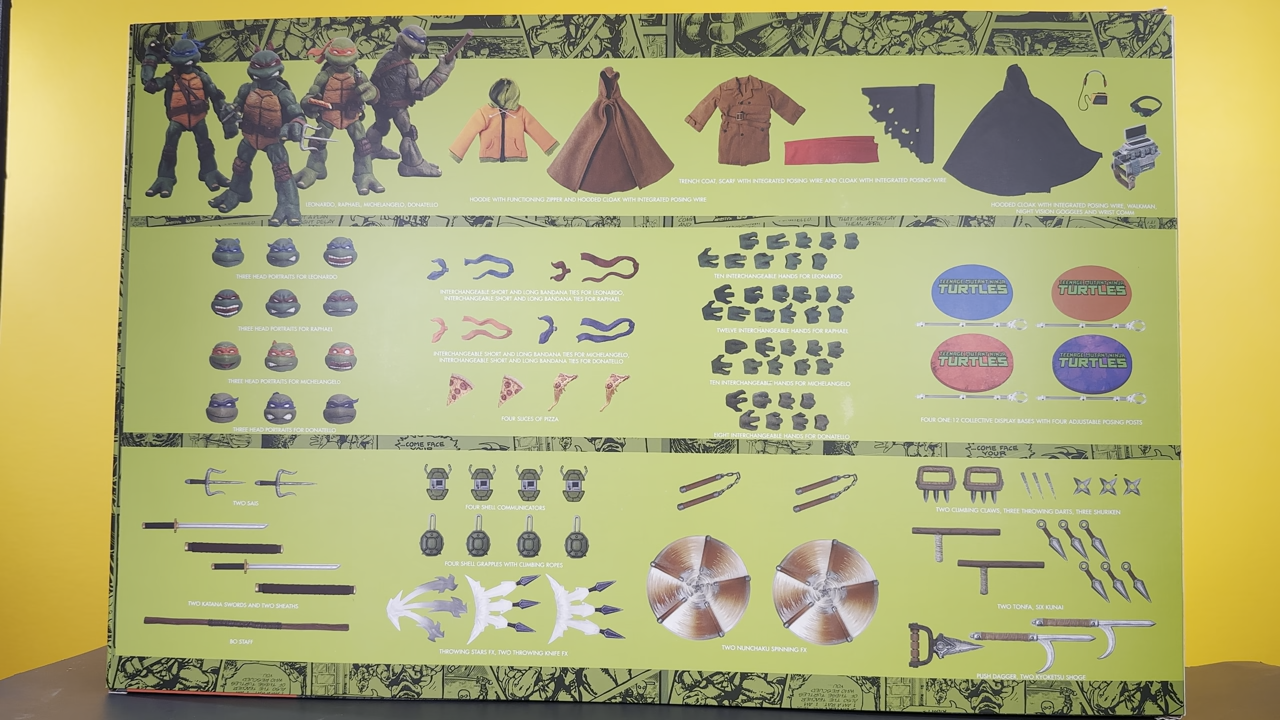 LEONARDO, RAPHAEL, MICHELANGELO, DONATELLO
HOODIE WITH FUNCTIONING ZIPPER AND HOOKED CLOAK WITH INTEGRATED POSING WIRE
TRENCH COAT, SCARF WITH INTEGRATED POSING WIRE AND CLOAK WITH INTEGRATED POSING WIRE
HOODED CLOAK WITH INTEGRATED POSING WIRE, WALKMAN,
NIGHT VISION GOGGLES AND WRIST COMM
THREE HEAD PORTRAITS FOR LEONARDO
THREE HEAD PORTRAITS FOR RAPHAEL
THREE HEAD PORTRAITS FOR MICHELANGELO
THREE HEAD PORTRAITS FOR DONATELLO
INTERCHANGEABLE SHORT AND LONG BANDANA TIES FOR LEONARDO,
INTERCHANGEABLE SHORT AND LONG BANDANA TIES FOR RAPHAEL
INTERCHANGEABLE SHORT AND LONG BANDANA TIES FOR MICHELANGELO,
INTERCHANGEABLE SHORT AND LONG BANDANA TIES FOR DONATELLO
FOUR SLICES OF PIZZA
TEN INTERCHANGEABLE HANDS FOR LEONARDO
TWELVE INTERCHANGEABLE HANDS FOR RAPHAEL
TEN INTERCHANGEABLE HANDS FOR MICHELANGELO
EIGHT INTERCHANGEABLE HANDS FOR DONATELLO
TEENAGE MUTANT NINJA
TURTLES
TEENAGE MUTANT NINJA
TURTLES
TEENAGE MUTANT NINJA
TURTLES
TEENAGE MUTANT NINJA
TURTLES
FOUR ONE:12 COLLECTIVE DISPLAY BASES WITH FOUR ADJUSTABLE POSING POSTS
COME FACE
YOUR
COME FACE
YOUR
TWO SAIS
TWO KATANA SWORDS AND TWO SHEATHS
BO STAFF
FOUR SHELL COMMUNICATORS
FOUR SHELL GRAPPLES WITH CLIMBING ROPES
THROWING STARS FX, TWO THROWING KNIFE FX
TWO NUNCHAKU SPINNING FX
TWO CLIMBING CLAWS, THREE THROWING DARTS, THREE SHURIKEN
TWO TONFA, SIX KUNAI
PUSH DAGGER, TWO KYOKETSU SHOGE